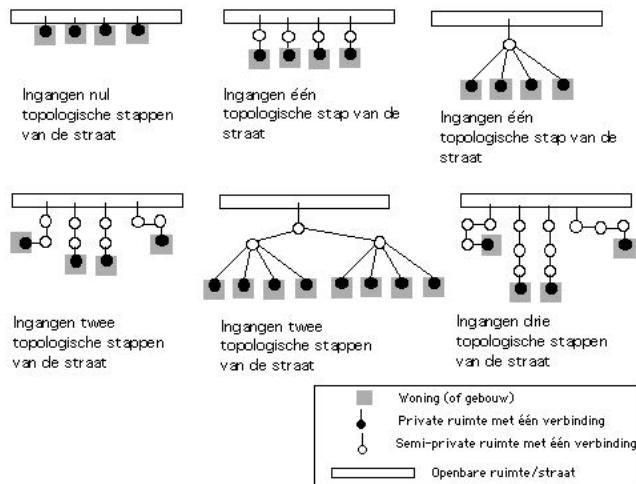 Ingangen nul
topologische stappen
van de straat
Ingangen één
topologische stap van de
straat
Ingangen één
topologische stap van de
straat
Ingangen twee
topologische stappen
van de straat
Ingangen twee
topologische stappen
van de straat
Ingangen drie
topologische stappen
van de straat
Woning (of gebouw)
Private ruimte met één verbinding
Semi-private ruimte met één verbinding
Openbare ruimte/straat